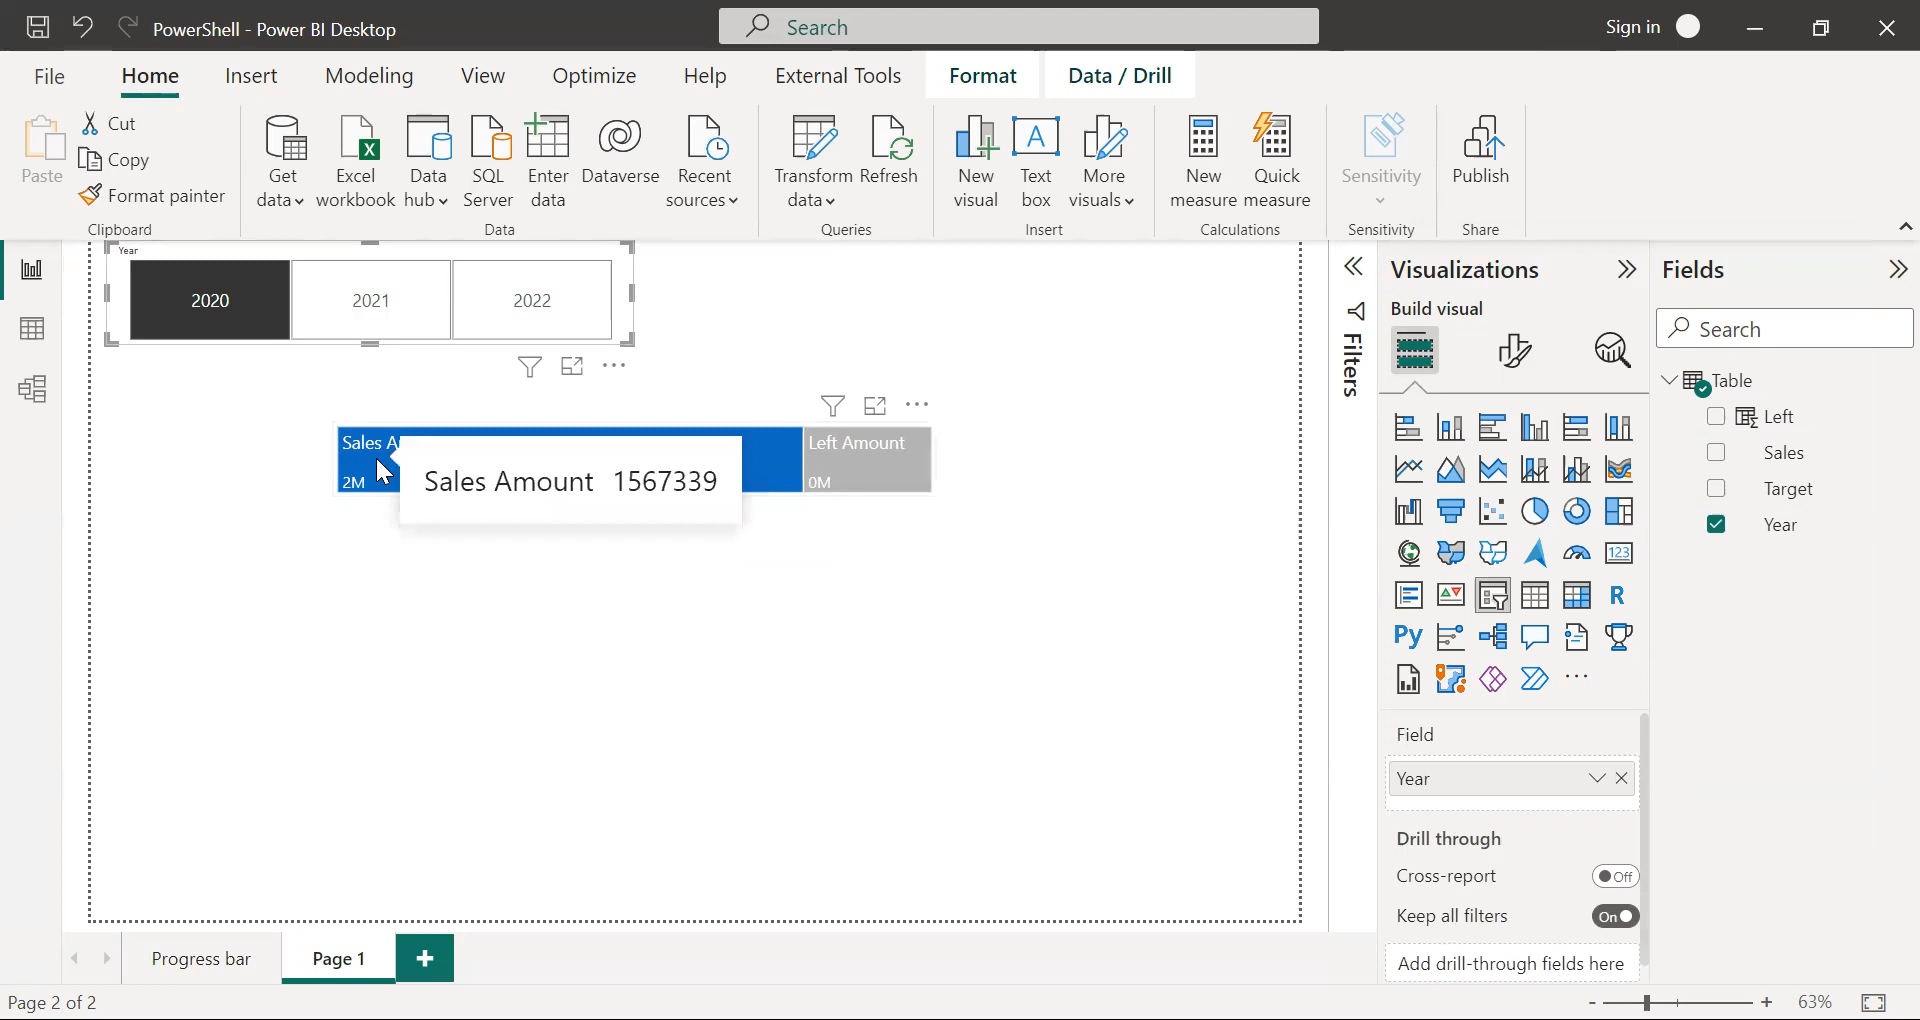 PowerShell - Power BI Desktop
Search
Sign in
File
Home
Insert
Modeling
View
Optimize
Help
External Tools
Format
Data / Drill
Paste
Cut
Copy
Format painter
Clipboard
Get data
Excel workbook
Data hub
SQL Server
Enter data
Dataverse
Recent sources
Data
Transform data
Refresh
Queries
New visual
Text box
More visuals
Insert
New measure
Quick measure
Calculations
Sensitivity
Sensitivity
Publish
Share
Year
2020
2021
2022
Sales A
2M
Sales Amount 1567339
Left Amount
0M
Filters
Visualizations
Build visual
123
R
Py
Field
Year
Drill through
Cross-report
Off
Keep all filters
On
Add drill-through fields here
Fields
Search
Table
Left
Sales
Target
Year
Progress bar
Page 1
Page 2 of 2
- + 63%